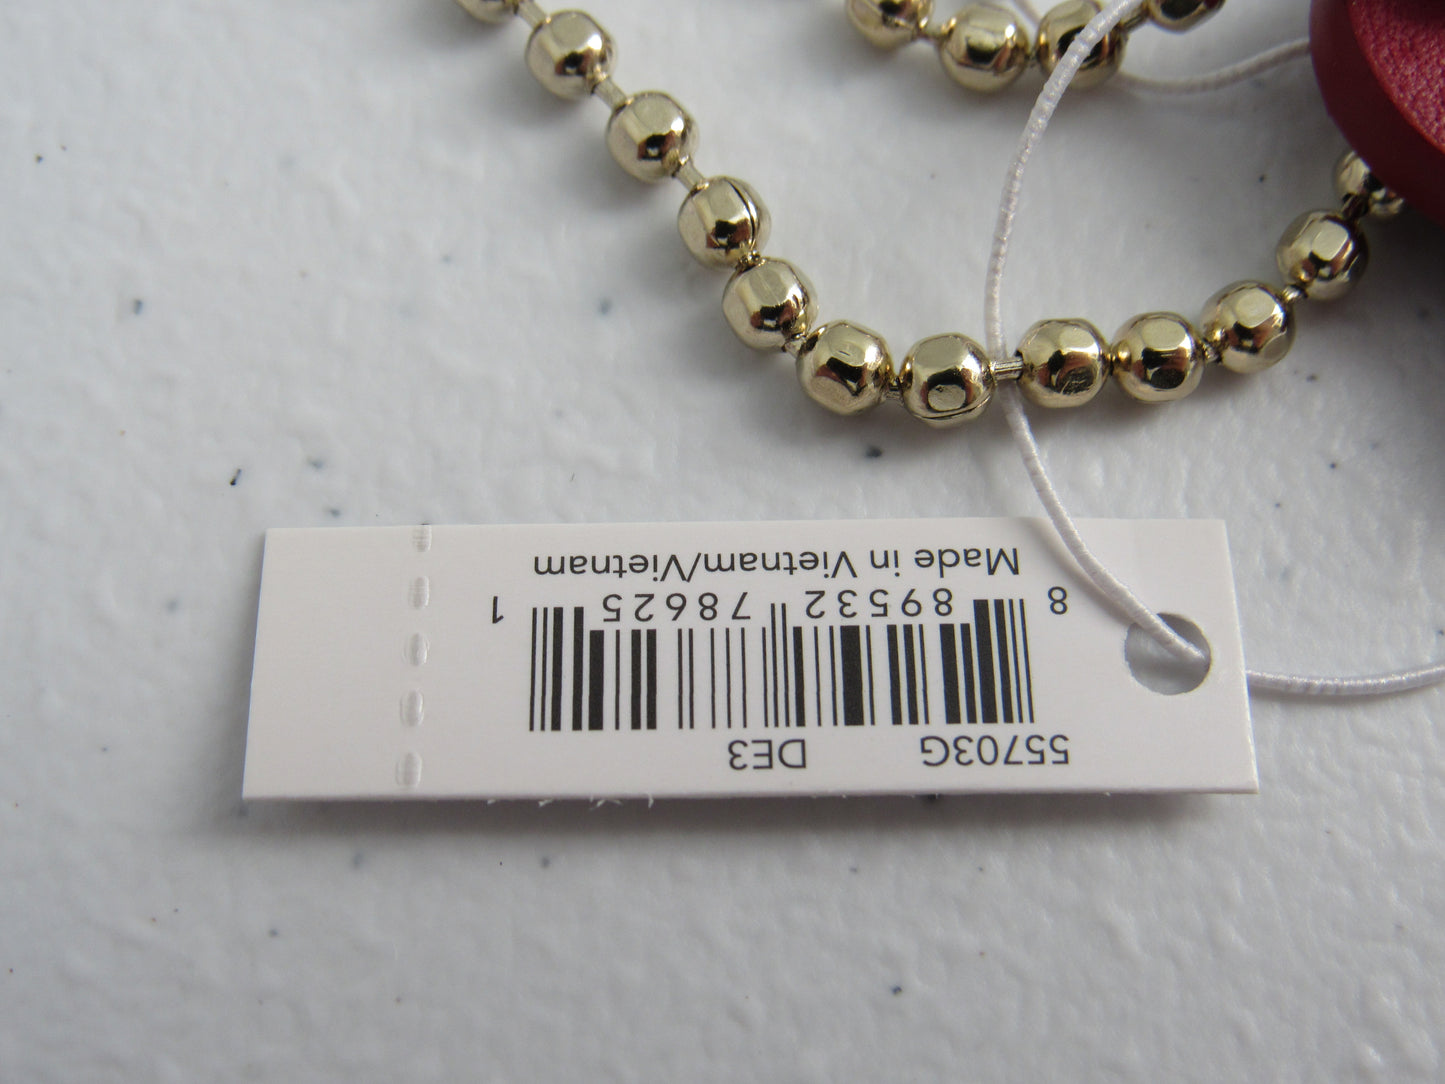 55703G DE3
8 89532 78625 1
Made in Vietnam/Vietnam